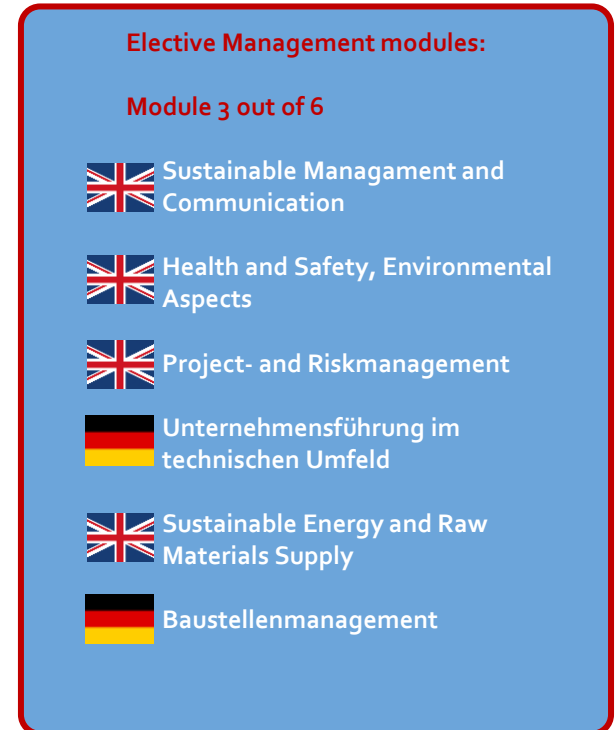 Elective Management modules:
Module 3 out of 6
Sustainable Managament and
Communication
Health and Safety, Environmental
Aspects
Project- and Riskmanagement
Unternehmensführung im
technischen Umfeld
Sustainable Energy and Raw
Materials Supply
Baustellenmanagement